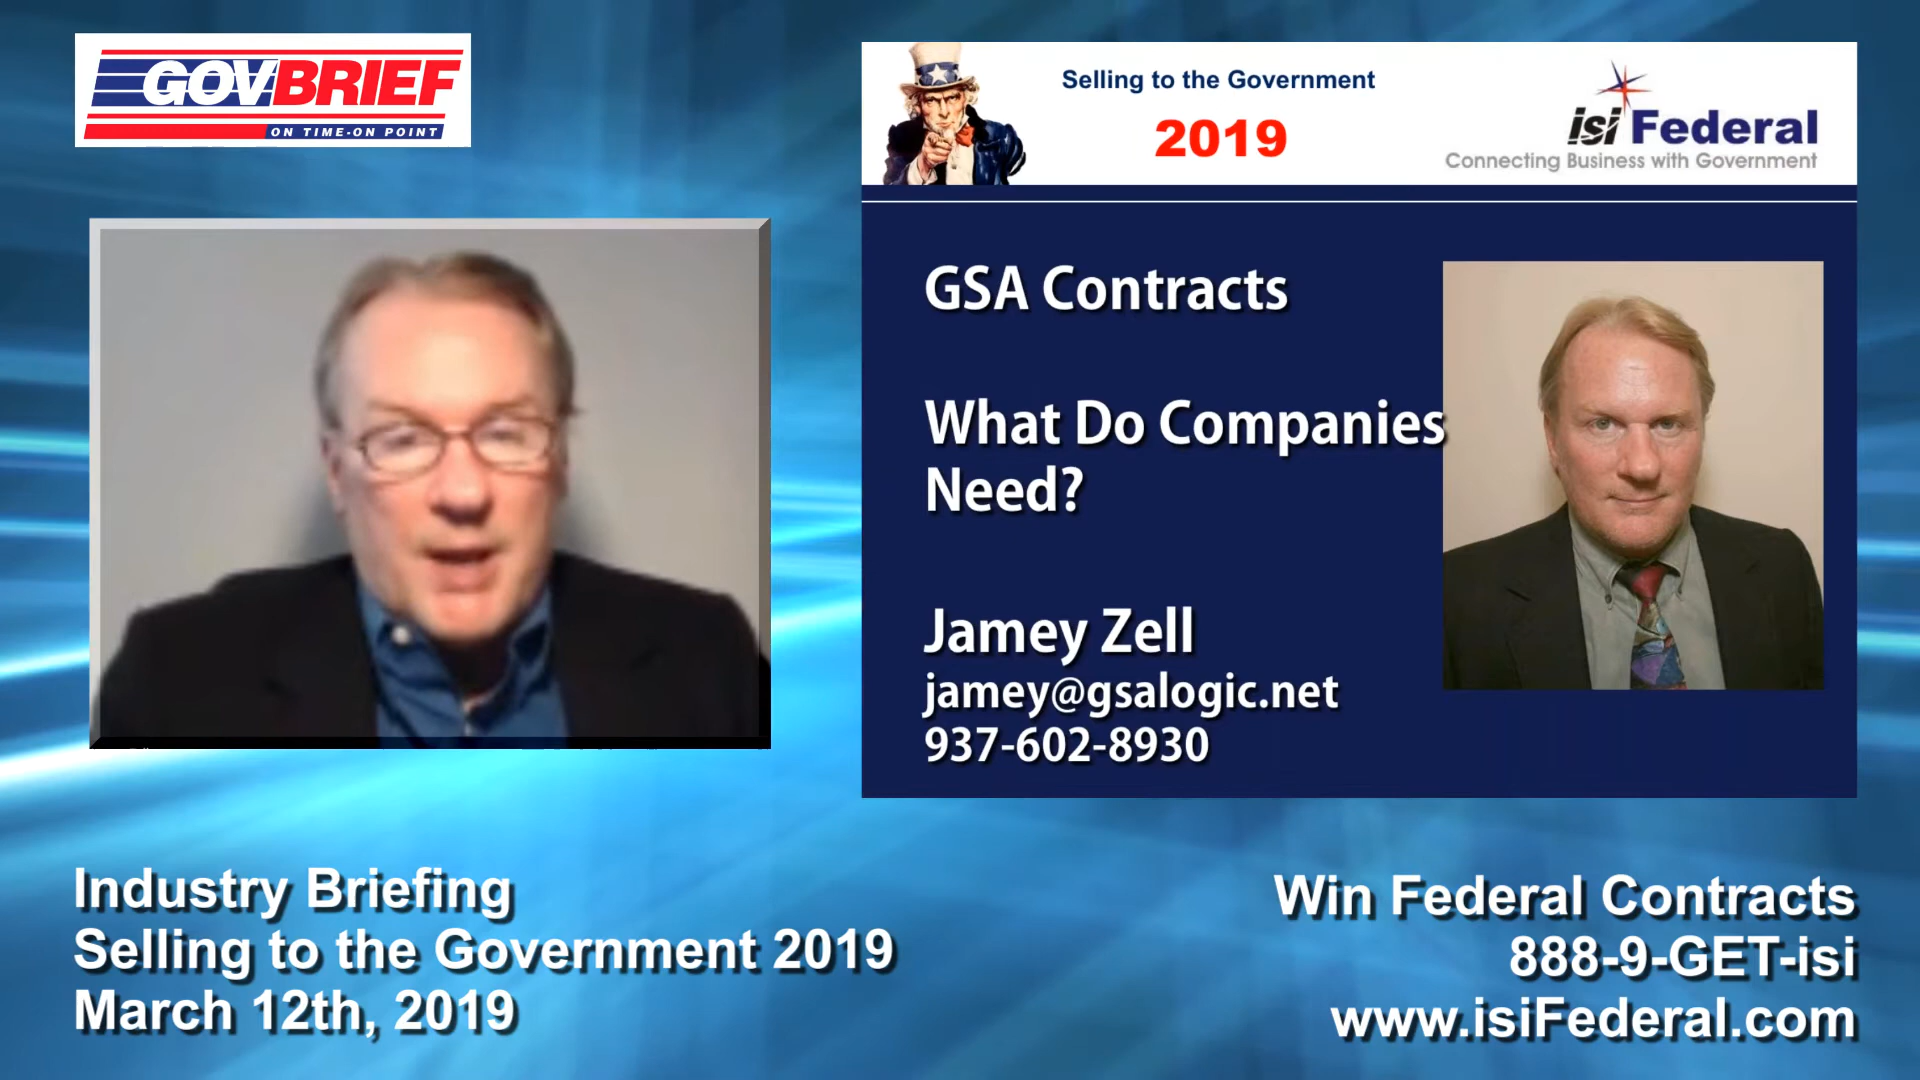 GOVBRIEF
ON TIME-ON POINT
Selling to the Government
2019
isi Federal
Connecting Business with Government
GSA Contracts
What Do Companies
Need?
Jamey Zell
jamey@gsalogic.net
937-602-8930
Industry Briefing
Selling to the Government 2019
March 12th, 2019
Win Federal Contracts
888-9-GET-isi
www.isiFederal.com